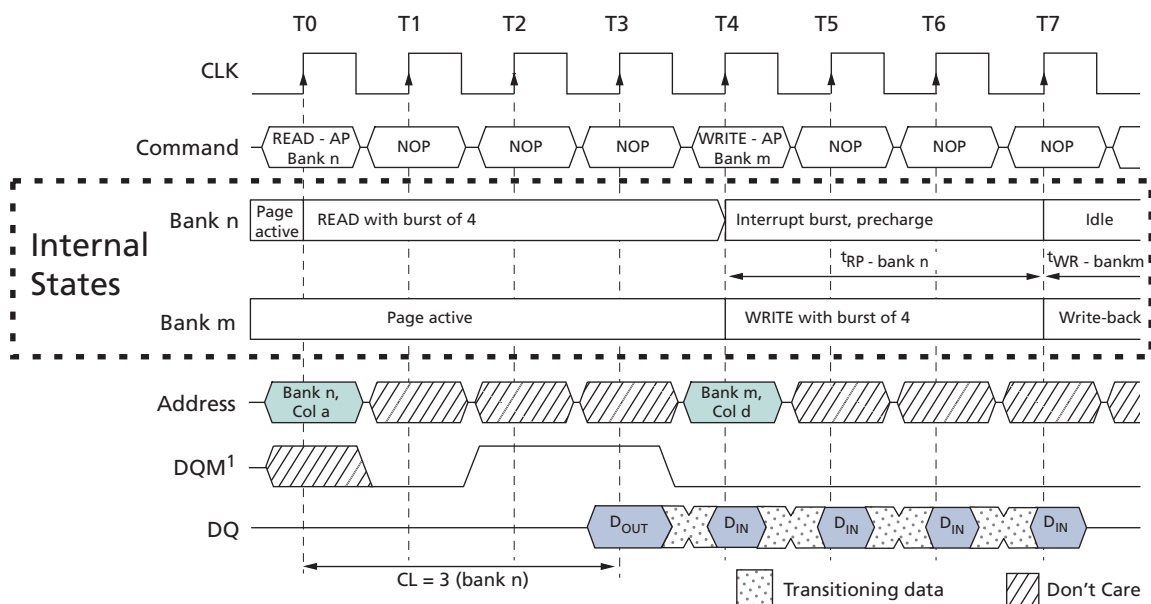 T0 T1 T2 T3 T4 T5 T6 T7
CLK
Command
READ - AP
Bank n
NOP
NOP
NOP
WRITE - AP
Bank m
NOP
NOP
NOP
Internal
States
Bank n
Page
active
READ with burst of 4
Interrupt burst, precharge
Idle
tRP - bank n
tWR - bankm
Bank m
Page active
WRITE with burst of 4
Write-back
Address
Bank n,
Col a
Bank m,
Col d
DQM1
DQ
DOUT
DIN
DIN
DIN
DIN
CL = 3 (bank n)
Transitioning data
Don't Care